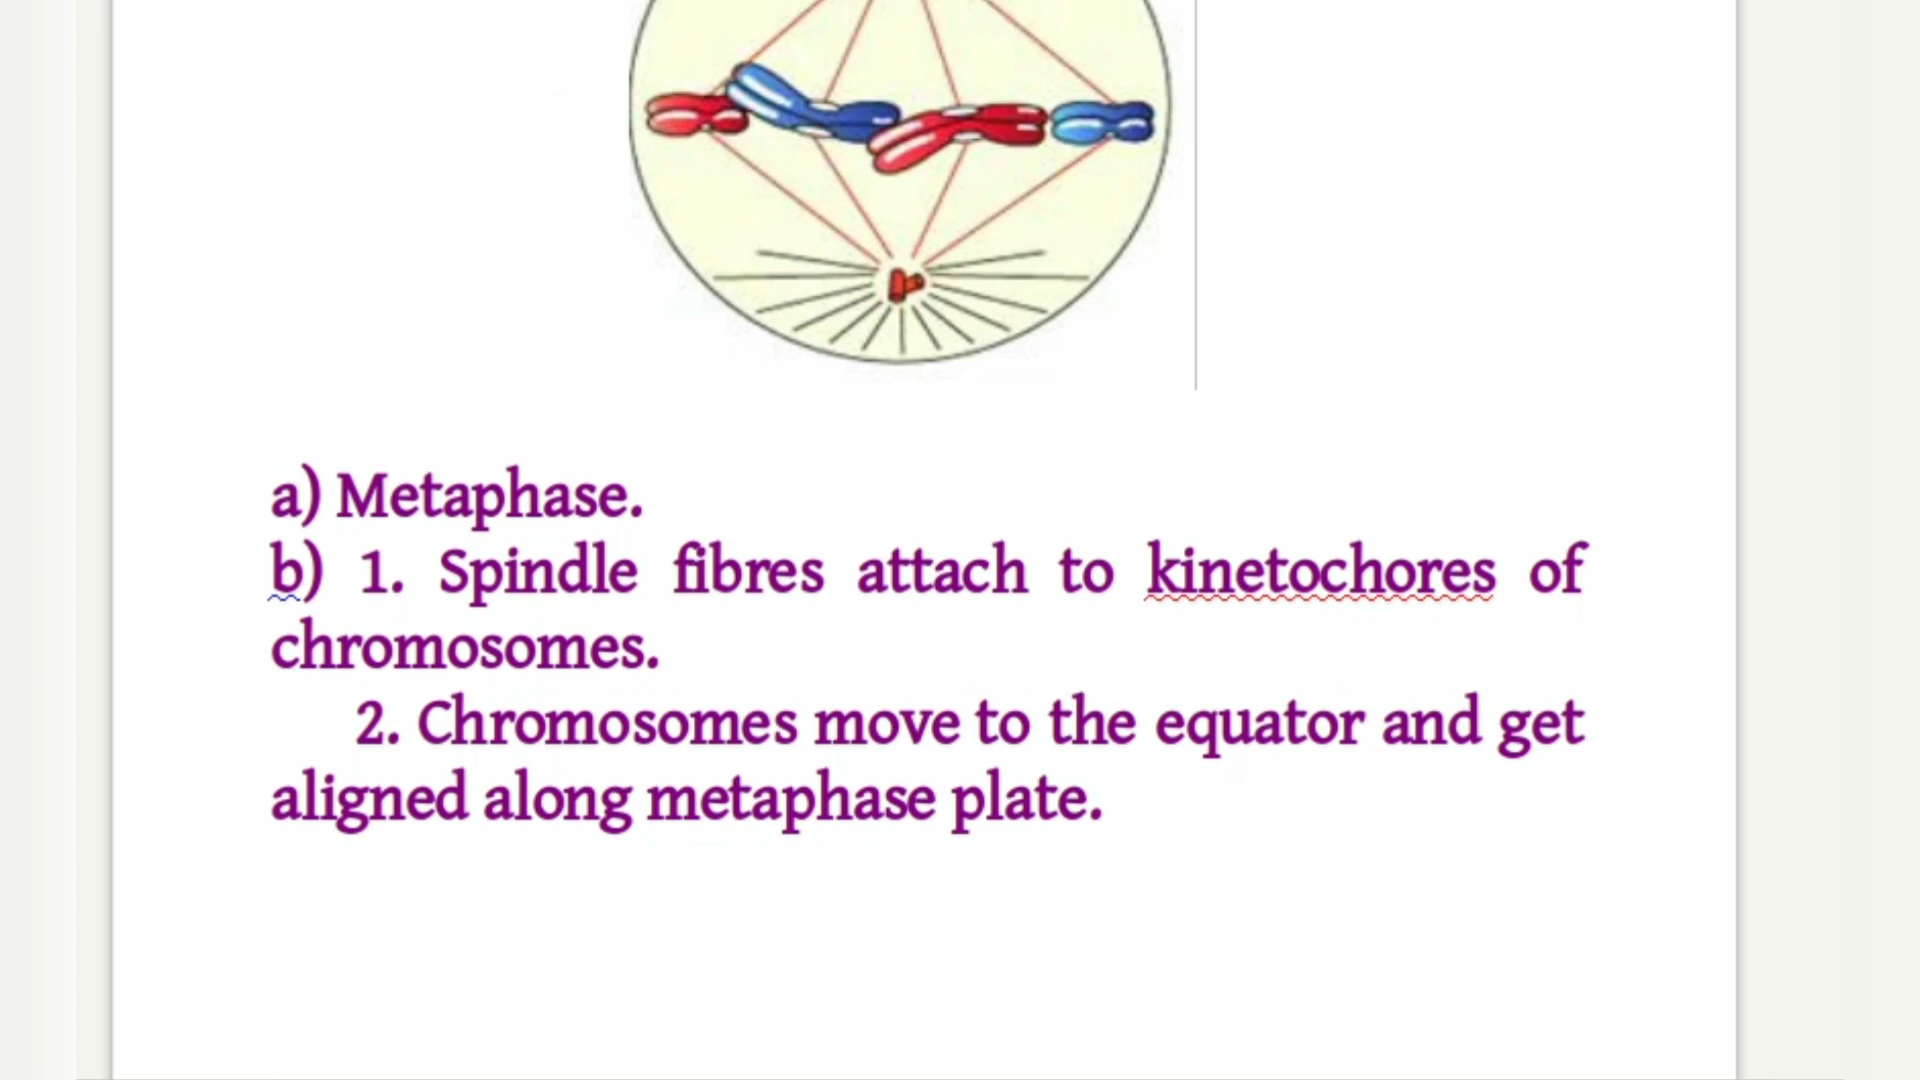 a) Metaphase.
b) 1. Spindle fibres attach to kinetochores of
chromosomes.
2. Chromosomes move to the equator and get
aligned along metaphase plate.